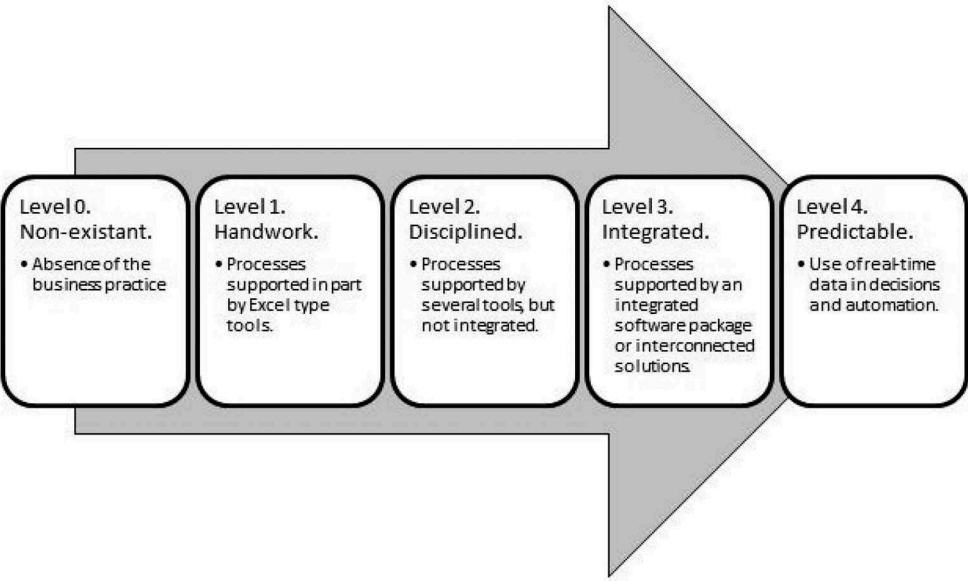 Level 0.
Non-existant.
• Absence of the
business practice
Level 1.
Handwork.
• Processes
supported in part
by Excel type
tools.
Level 2.
Disciplined.
• Processes
supported by
several tools, but
not integrated.
Level 3.
Integrated.
• Processes
supported by an
integrated
software package
or interconnected
solutions.
Level 4.
Predictable.
• Use of real-time
data in decisions
and automation.